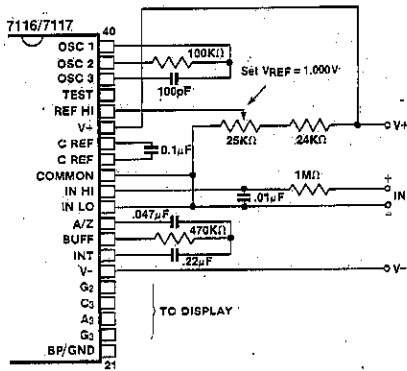 7116/7117
40
OSC 1
OSC 2
OSC 3
TEST
REF HI
V+
C REF
C REF
COMMON
IN HI
IN LO
A/Z
BUFF
INT
V-
G2
C3
A3
G3
BP/GND
21
100KΩ
100pF
Set VREF = 1.000V
25KΩ
24KΩ
V+
0.1μF
1MΩ
+
IN
-
.01μF
.047μF
470KΩ
.22μF
V-
TO DISPLAY